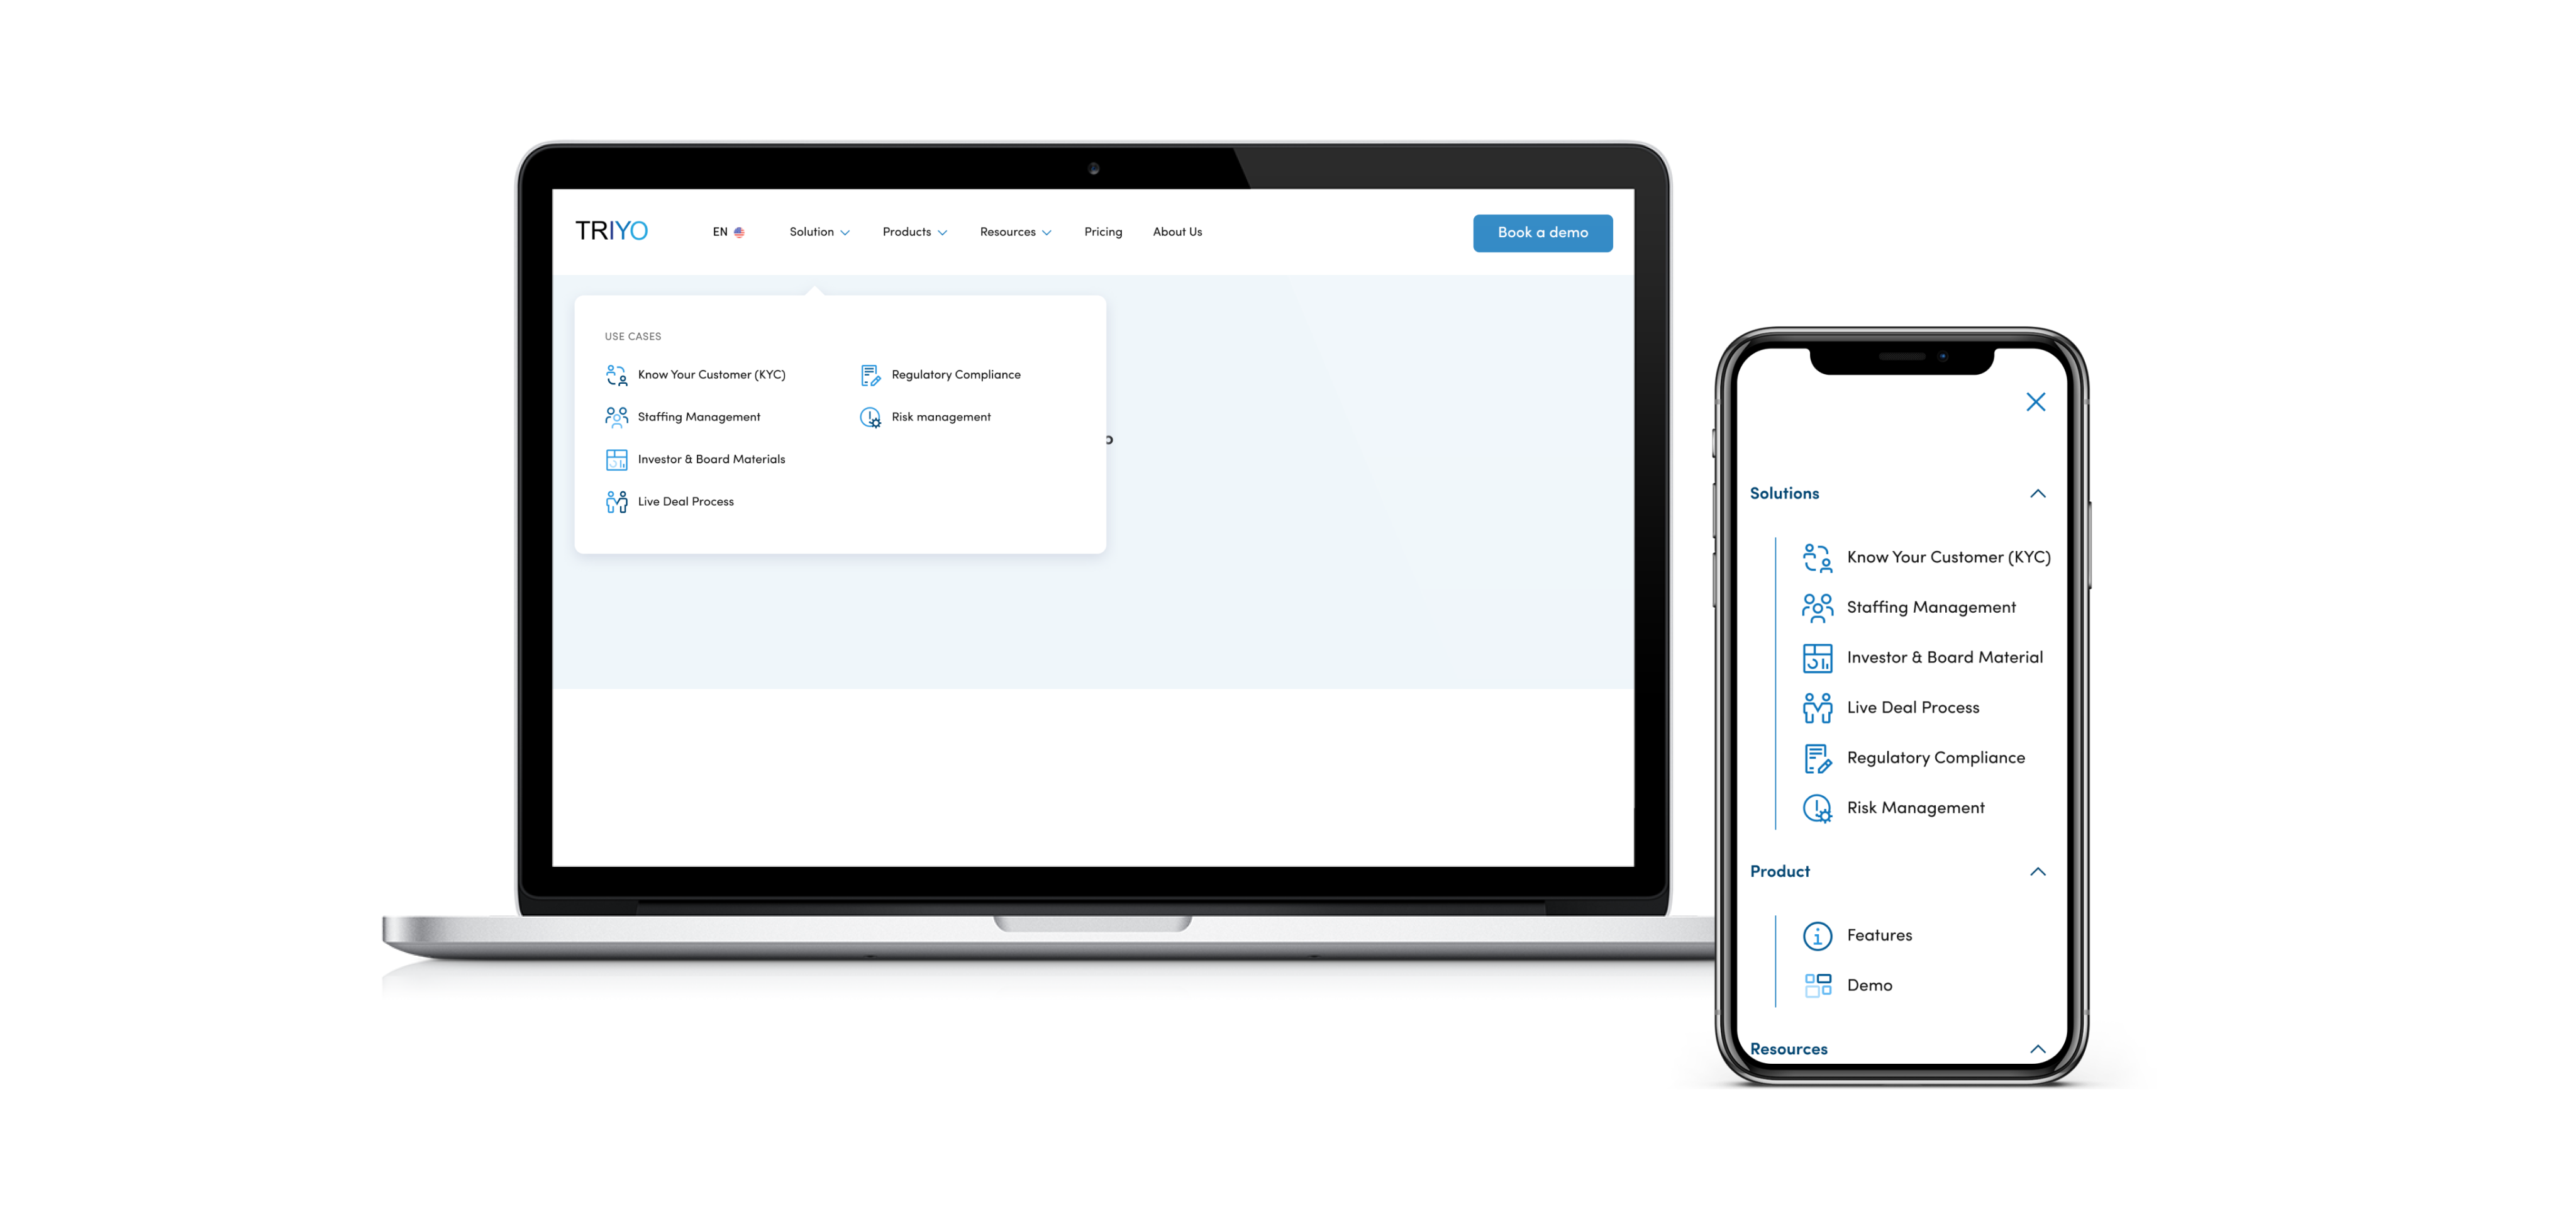 TRIYO
EN
Solution
Products
Resources
Pricing
About Us
Book a demo
USE CASES
Know Your Customer (KYC)
Regulatory Compliance
Staffing Management
Risk management
Investor & Board Materials
Live Deal Process
Solutions
Know Your Customer (KYC)
Staffing Management
Investor & Board Material
Live Deal Process
Regulatory Compliance
Risk Management
Product
Features
Demo
Resources